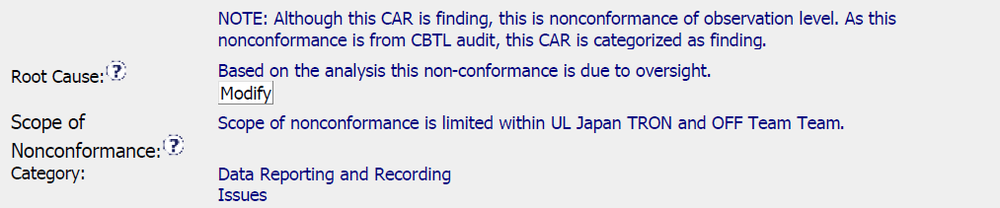 NOTE: Although this CAR is finding, this is nonconformance of observation level. As this
nonconformance is from CBTL audit, this CAR is categorized as finding.
Root Cause: ?
Based on the analysis this non-conformance is due to oversight.
Modify
Scope of
Nonconformance: ?
Scope of nonconformance is limited within UL Japan TRON and OFF Team Team.
Category:
Data Reporting and Recording
Issues